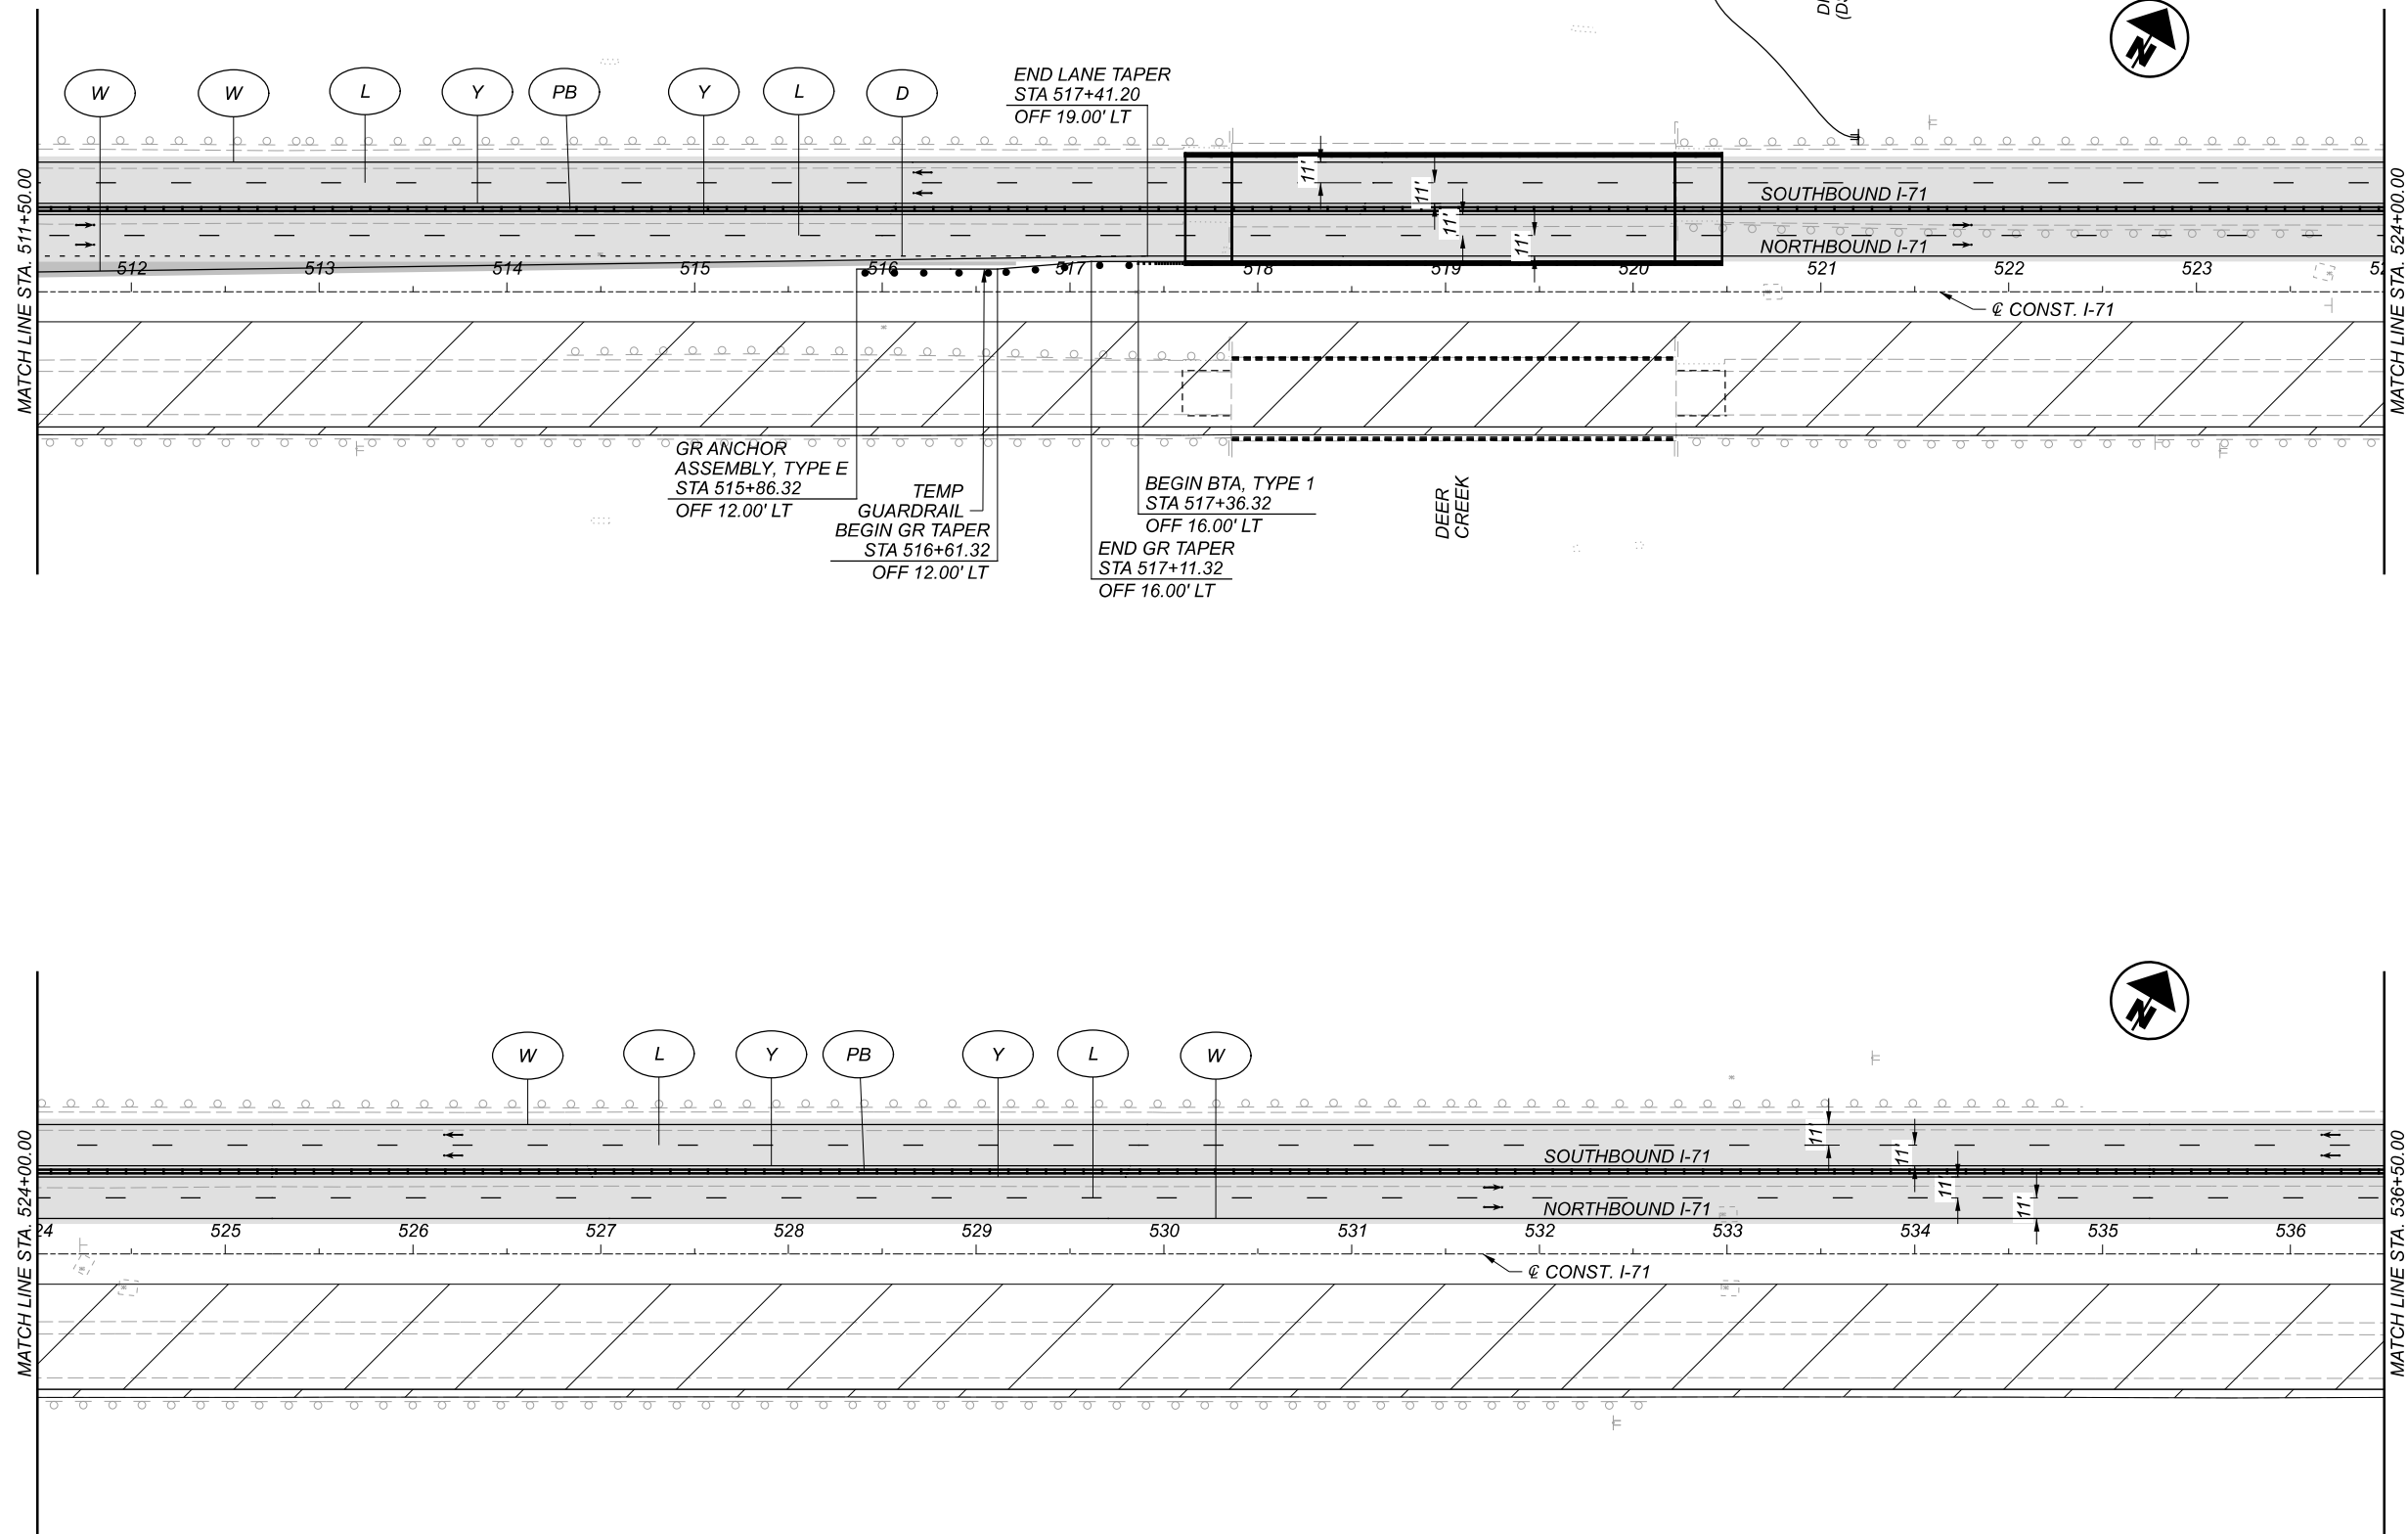 DI
(D
N
W
W
L
Y
PB
Y
L
D
END LANE TAPER
STA 517+41.20
OFF 19.00' LT
MATCH LINE STA. 511+50.00
MATCH LINE STA. 524+00.00
11'
11'
11'
11'
SOUTHBOUND I-71
NORTHBOUND I-71
512
513
514
515
516
517
518
519
520
521
522
523
52
℄ CONST. I-71
GR ANCHOR
ASSEMBLY, TYPE E
STA 515+86.32
OFF 12.00' LT
TEMP
GUARDRAIL
BEGIN GR TAPER
STA 516+61.32
OFF 12.00' LT
BEGIN BTA, TYPE 1
STA 517+36.32
OFF 16.00' LT
END GR TAPER
STA 517+11.32
OFF 16.00' LT
DEER
CREEK
N
W
L
Y
PB
Y
L
W
MATCH LINE STA. 524+00.00
MATCH LINE STA. 536+50.00
11'
11'
11'
11'
SOUTHBOUND I-71
NORTHBOUND I-71
24
525
526
527
528
529
530
531
532
533
534
535
536
℄ CONST. I-71